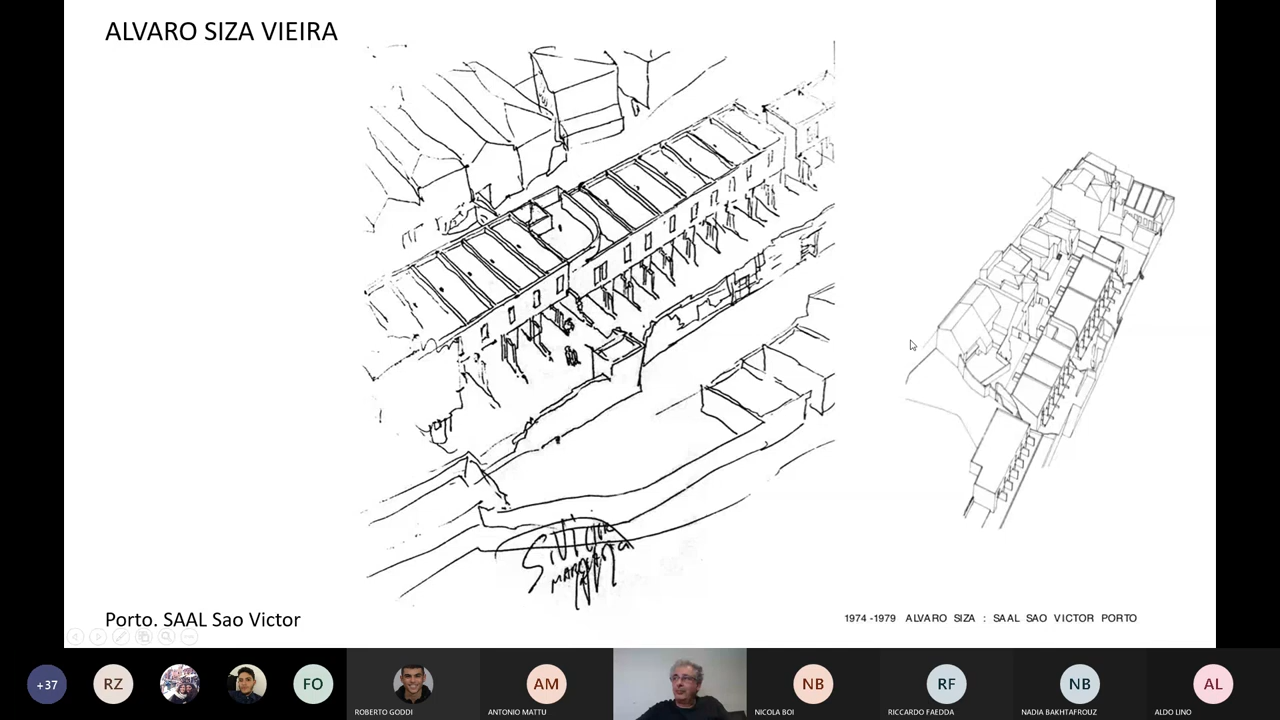 ALVARO SIZA VIEIRA
S. Victor
Porto. SAAL Sao Victor
1974 -1979 ALVARO SIZA : SAAL SAO VICTOR PORTO
+37
RZ
FO
ROBERTO GODDI
AM
ANTONIO MATTU
NB
NICOLA BOI
RF
RICCARDO FAEDDA
NB
NADIA BAKHTAFROUZ
AL
ALDO LINO